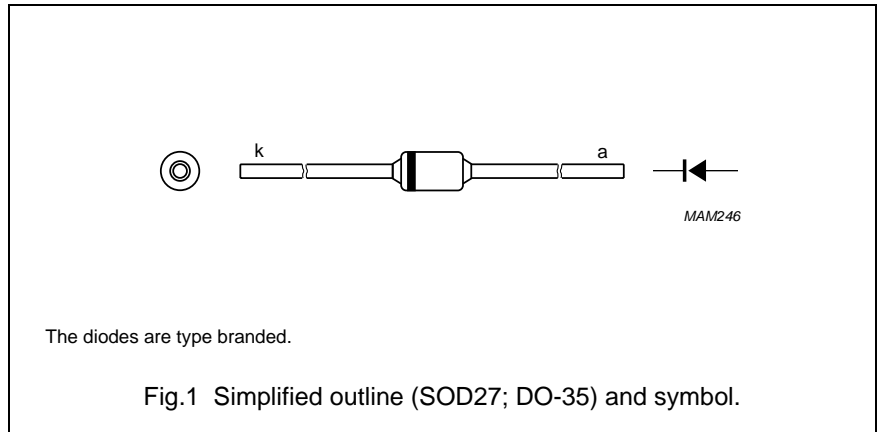 k
a
MAM246
The diodes are type branded.
Fig.1 Simplified outline (SOD27; DO-35) and symbol.